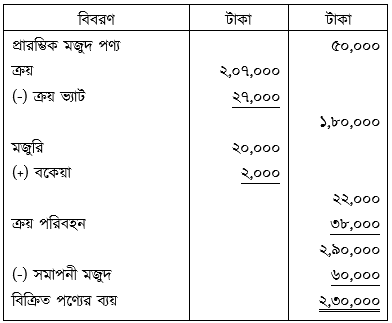 বিবরণ টাকা টাকা
প্রারম্ভিক মজুদ পণ্য ৫০,০০০
ক্রয় ২,০৭,০০০
(-) ক্রয় ভ্যাট ২৭,০০০
১,৮০,০০০
মজুরি ২০,০০০
(+) বকেয়া ২,০০০
২২,০০০
ক্রয় পরিবহন ৩৮,০০০
২,৯০,০০০
(-) সমাপনী মজুদ ৬০,০০০
বিক্রিত পণ্যের ব্যয় ২,৩০,০০০